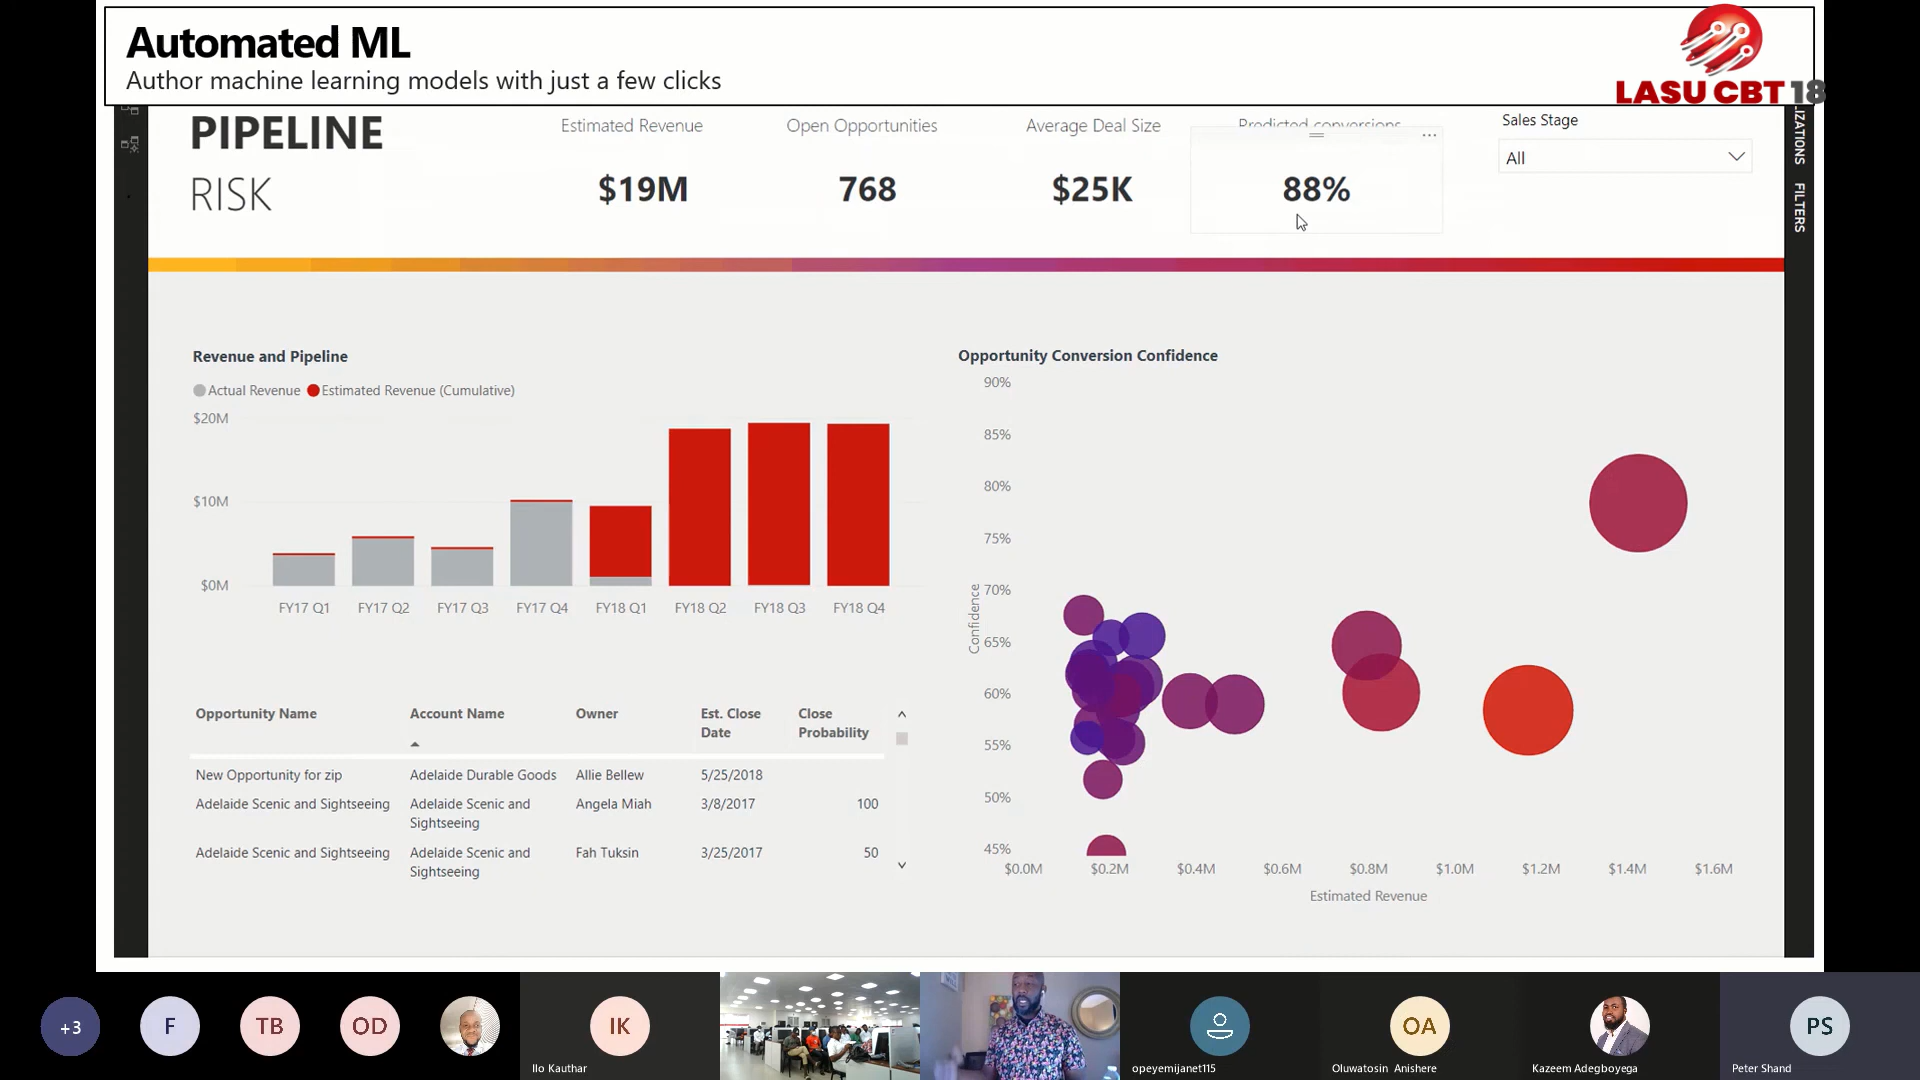 Automated ML
Author machine learning models with just a few clicks
LASU CBT 18
PIPELINE
RISK
Estimated Revenue
$19M
Open Opportunities
768
Average Deal Size
$25K
Predicted conversions
88%
Sales Stage
All
LIZATIONS
FILTERS
Revenue and Pipeline
Actual Revenue Estimated Revenue (Cumulative)
$20M
$10M
$0M
FY17 Q1 FY17 Q2 FY17 Q3 FY17 Q4 FY18 Q1 FY18 Q2 FY18 Q3 FY18 Q4
Opportunity Name Account Name Owner Est. Close Date Close Probability
New Opportunity for zip Adelaide Durable Goods Allie Bellew 5/25/2018
Adelaide Scenic and Sightseeing Adelaide Scenic and Sightseeing Angela Miah 3/8/2017 100
Adelaide Scenic and Sightseeing Adelaide Scenic and Sightseeing Fah Tuksin 3/25/2017 50
Opportunity Conversion Confidence
90%
85%
80%
75%
70%
65%
60%
55%
50%
45%
Confidence
$0.0M $0.2M $0.4M $0.6M $0.8M $1.0M $1.2M $1.4M $1.6M
Estimated Revenue
+3 F TB OD IK OA PS
Ilo Kauthar opeyemijanet115 Oluwatosin Anishere Kazeem Adegboyega Peter Shand